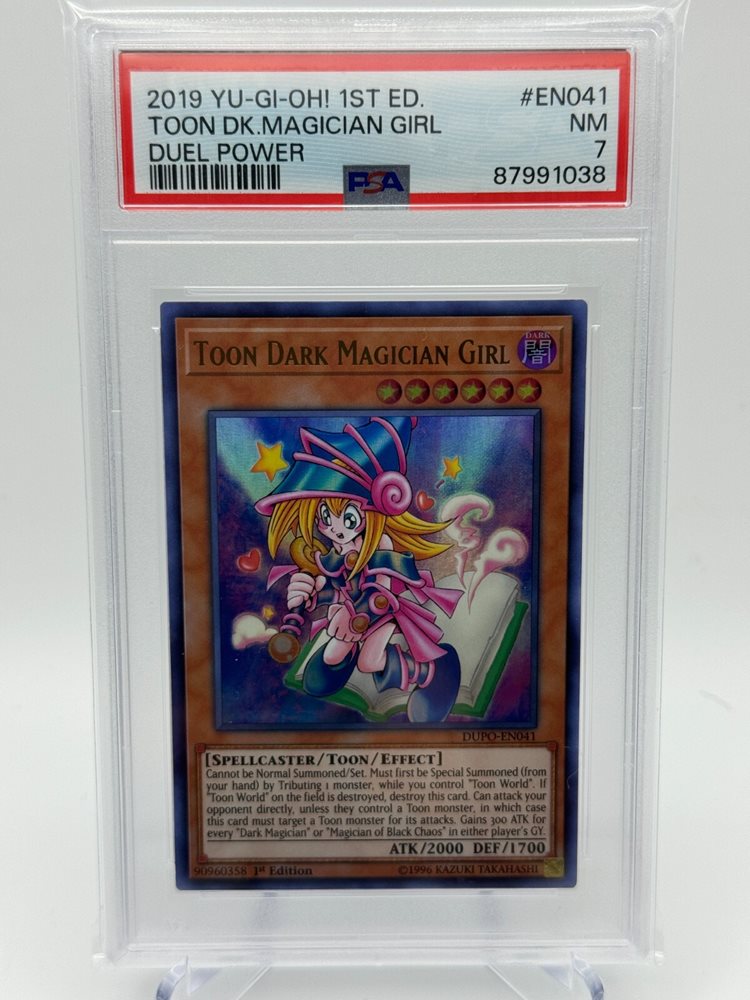 2019 YU-GI-OH! 1ST ED. #EN041
TOON DK.MAGICIAN GIRL NM
DUEL POWER 7
PSA 87991038
TOON DARK MAGICIAN GIRL
DARK
闇
DUPO-EN041
[SPELLCASTER/TOON/EFFECT]
Cannot be Normal Summoned/Set. Must first be Special Summoned (from
your hand) by Tributing 1 monster, while you control "Toon World". If
"Toon World" on the field is destroyed, destroy this card. Can attack your
opponent directly, unless they control a Toon monster, in which case
this card must target a Toon monster for its attacks. Gains 300 ATK for
every "Dark Magician" or "Magician of Black Chaos" in either player's GY.
ATK/2000 DEF/1700
90960358 1st Edition ©1996 KAZUKI TAKAHASHI